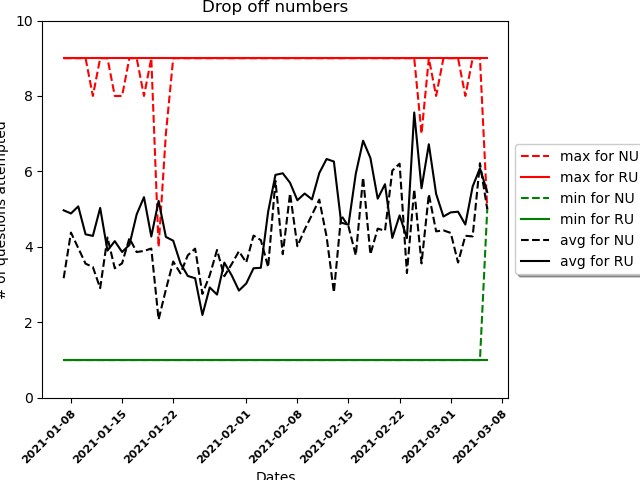 Drop off numbers
10
8
6
4
2
0
# of questions attempted
2021-01-08
2021-01-15
2021-01-22
2021-02-01
2021-02-08
2021-02-15
2021-02-22
2021-03-01
2021-03-08
Dates
max for NU
max for RU
min for NU
min for RU
avg for NU
avg for RU